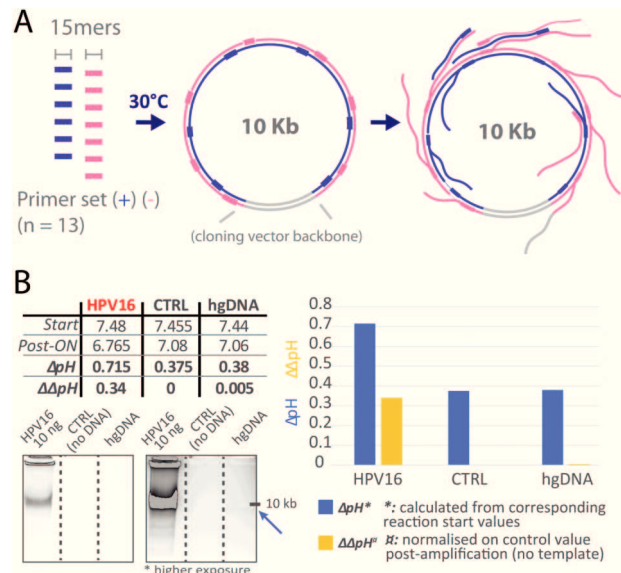 A
15mers
30°C
10 Kb
10 Kb
Primer set (+) (-)
(n = 13)
(cloning vector backbone)
B
HPV16 CTRL hgDNA
Start 7.48 7.455 7.44
Post-ON 6.765 7.08 7.06
ΔpH 0.715 0.375 0.38
ΔΔpH 0.34 0 0.005
HPV16
10 ng
CTRL
(no DNA)
hgDNA
HPV16
10 ng
CTRL
(no DNA)
hgDNA
10 kb
* higher exposure
0.8
0.7
0.6
0.5
0.4
0.3
0.2
0.1
0
ΔpH ΔΔpH
HPV16 CTRL hgDNA
ΔpH* *: calculated from corresponding
reaction start values
ΔΔpH¤ ¤: normalised on control value
post-amplification (no template)